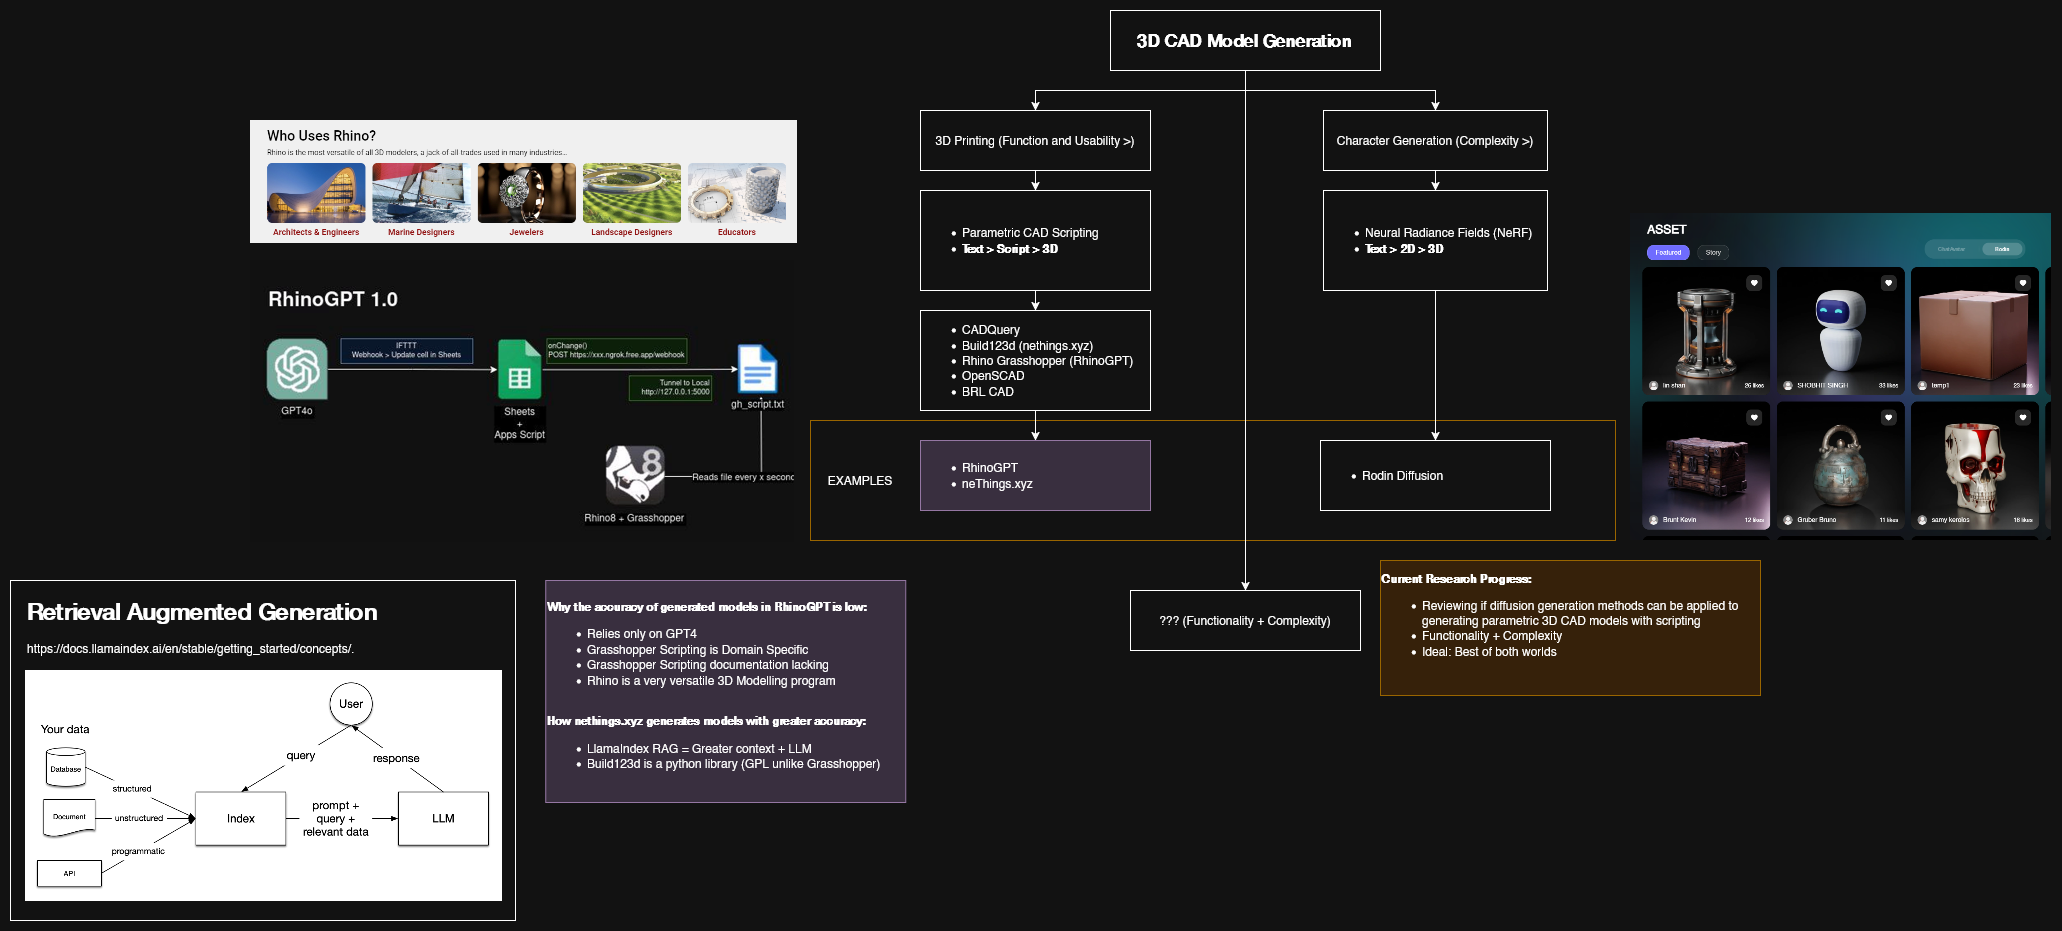 3D CAD Model Generation
3D Printing (Function and Usability >)
Character Generation (Complexity >)
Parametric CAD Scripting
Text > Script > 3D
Neural Radiance Fields (NeRF)
Text > 2D > 3D
CADQuery
Build123d (nethings.xyz)
Rhino Grasshopper (RhinoGPT)
OpenSCAD
BRL CAD
EXAMPLES
RhinoGPT
neThings.xyz
Rodin Diffusion
??? (Functionality + Complexity)
Who Uses Rhino?
Rhino is the most versatile of all 3D modelers, a jack of all trades used in many industries...
Architects & Engineers
Marine Designers
Jewelers
Landscape Designers
Educators
RhinoGPT 1.0
IFTTT
Webhook > Update cell in Sheets
onChange()
POST https://xxx.ngrok.free.app/webhook
Tunnel to Local
http://127.0.0.1:5000
GPT4o
Sheets
+
Apps Script
gh_script.txt
8
Reads file every x second
Rhino8 + Grasshopper
ASSET
Featured
Story
ChatAvatar
Rodin
lin shan
26 likes
SHOBHIT SINGH
33 likes
temp1
23 likes
Brunt Kevin
12 likes
Gruber Bruno
11 likes
samy kerolos
16 likes
Retrieval Augmented Generation
https://docs.llamaindex.ai/en/stable/getting_started/concepts/.
User
Your data
query
response
Database
structured
Document
unstructured
Index
prompt +
query +
relevant data
LLM
programmatic
API
Why the accuracy of generated models in RhinoGPT is low:
Relies only on GPT4
Grasshopper Scripting is Domain Specific
Grasshopper Scripting documentation lacking
Rhino is a very versatile 3D Modelling program
How nethings.xyz generates models with greater accuracy:
LlamaIndex RAG = Greater context + LLM
Build123d is a python library (GPL unlike Grasshopper)
Current Research Progress:
Reviewing if diffusion generation methods can be applied to
generating parametric 3D CAD models with scripting
Functionality + Complexity
Ideal: Best of both worlds